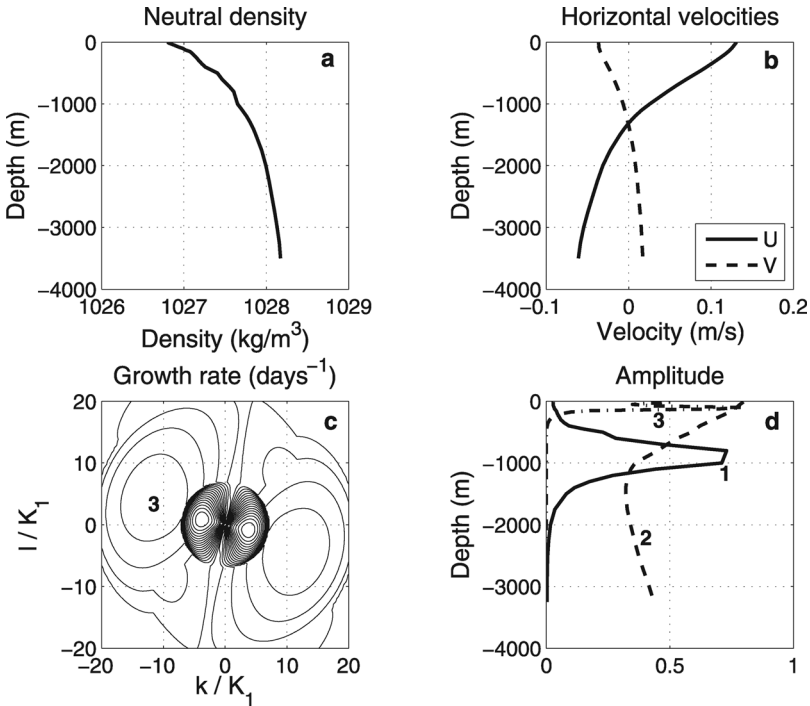 Neutral density
a
0
−1000
−2000
−3000
−4000
Depth (m)
1026 1027 1028 1029
Density (kg/m³)
Horizontal velocities
b
0
−1000
−2000
−3000
−4000
Depth (m)
U
V
−0.1 0 0.1 0.2
Velocity (m/s)
Growth rate (days⁻¹)
c
20
10
0
−10
−20
l / K₁
3
−20 −10 0 10 20
k / K₁
Amplitude
d
0
−1000
−2000
−3000
−4000
Depth (m)
3
1
2
0 0.5 1